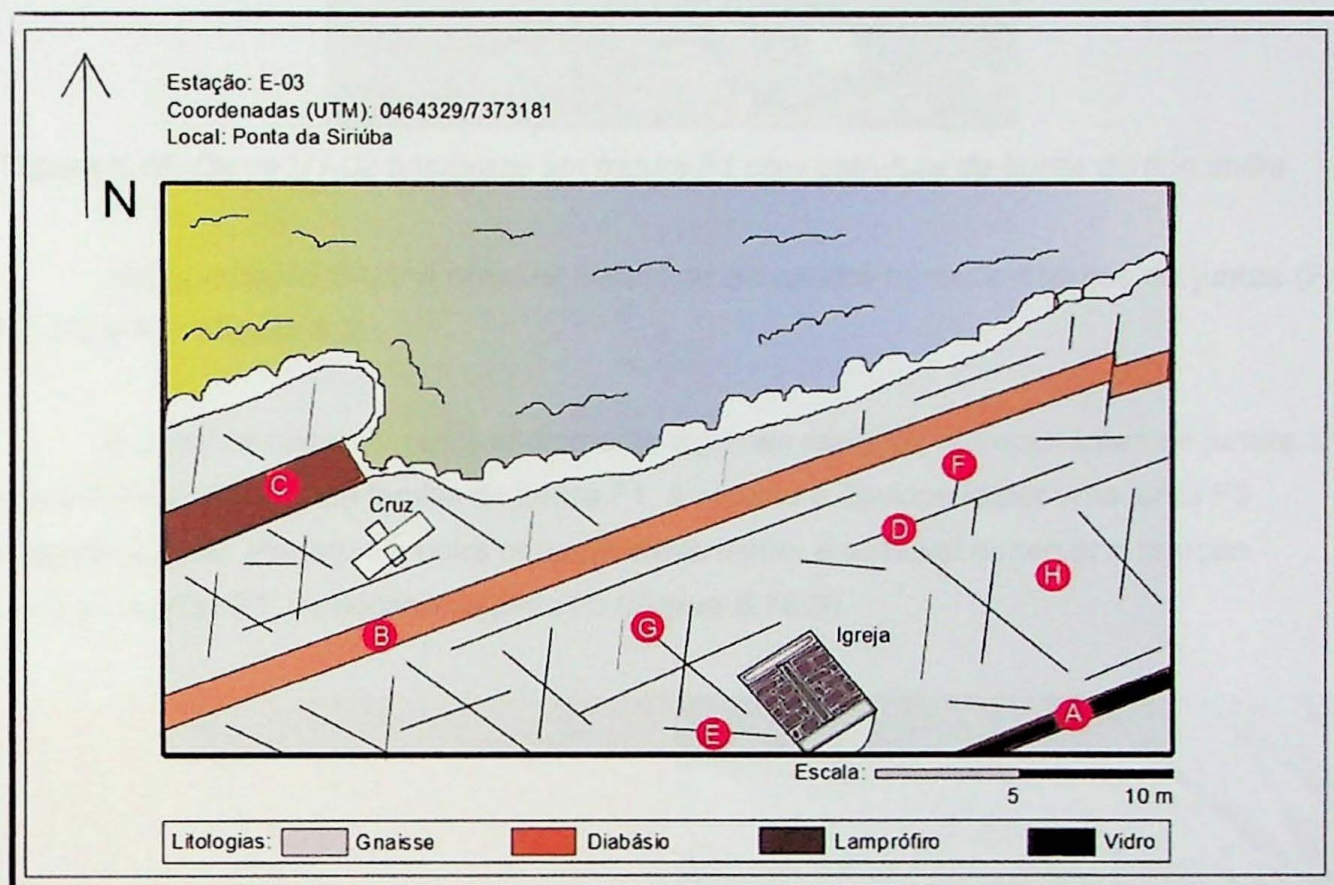 Estação: E-03
Coordenadas (UTM): 0464329/7373181
Local: Ponta da Siriúba
N
C
Cruz
F
D
H
B
G
Igreja
A
E
Escala:
5 10 m
Litologias: Gnaisse Diabásio Lamprófiro Vidro